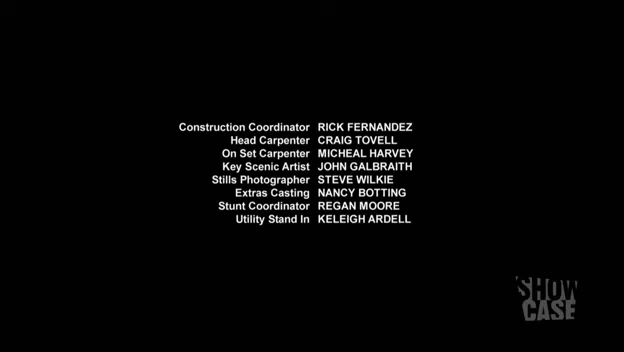 Construction Coordinator RICK FERNANDEZ
Head Carpenter CRAIG TOVELL
On Set Carpenter MICHEAL HARVEY
Key Scenic Artist JOHN GALBRAITH
Stills Photographer STEVE WILKIE
Extras Casting NANCY BOTTING
Stunt Coordinator REGAN MOORE
Utility Stand In KELEIGH ARDELL
SHOW
CASE